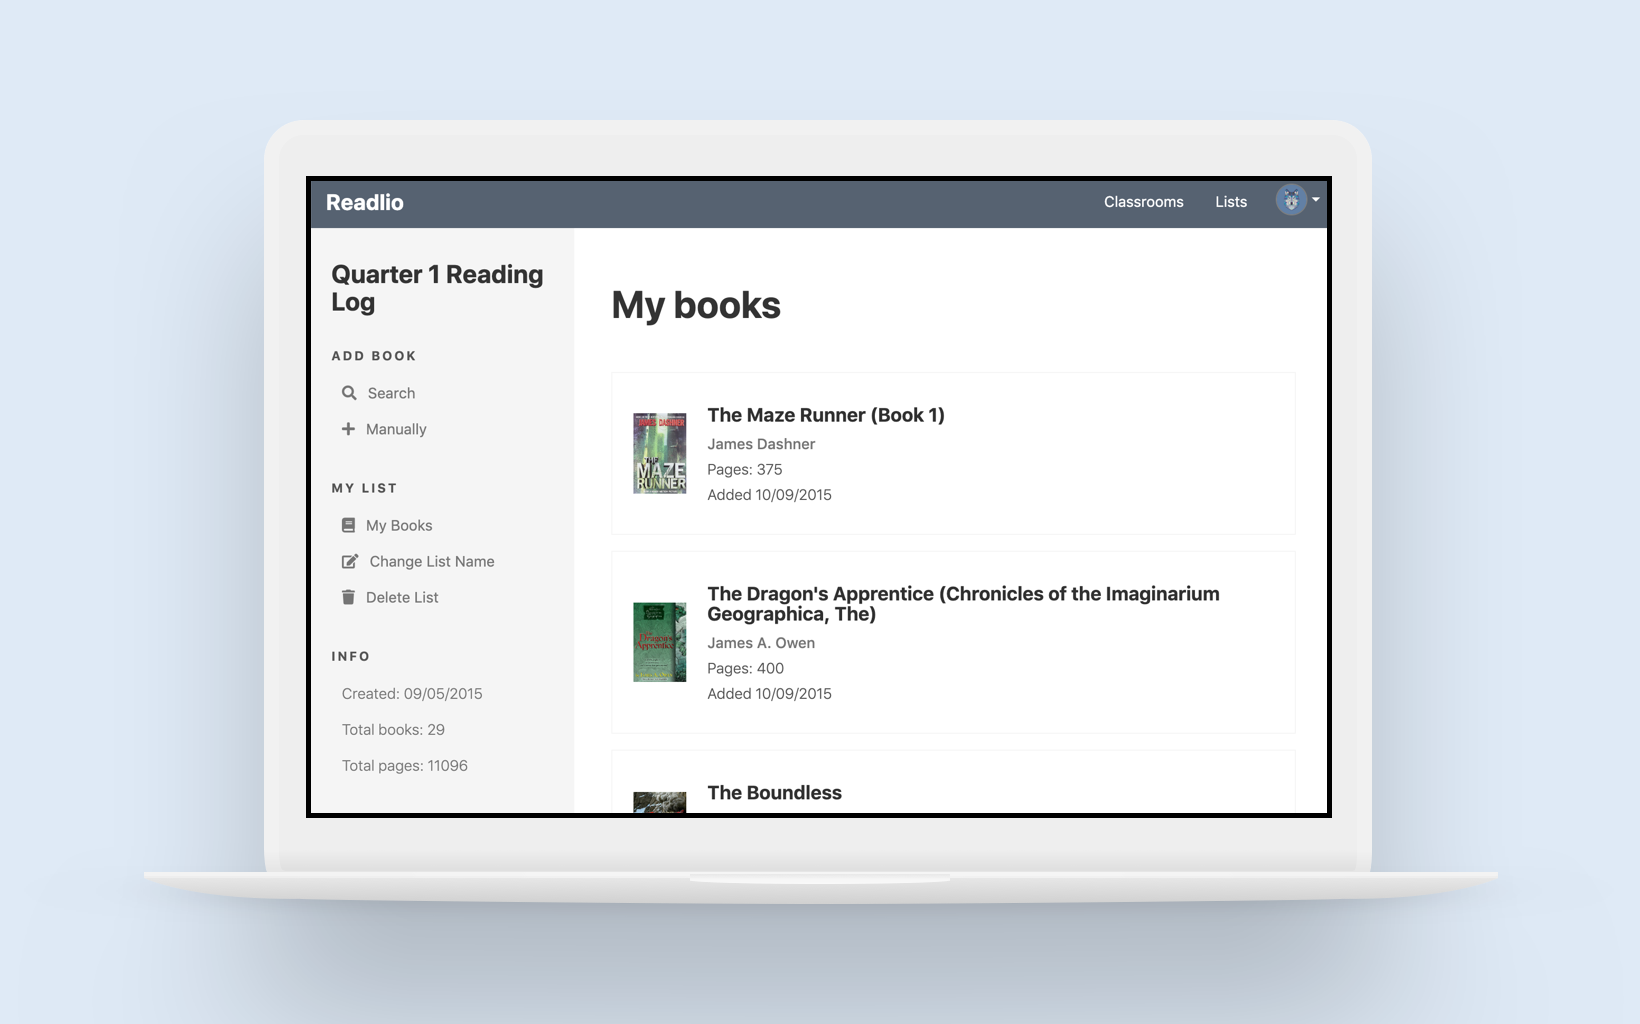 Readlio
Classrooms
Lists
Quarter 1 Reading
Log
ADD BOOK
Search
Manually
MY LIST
My Books
Change List Name
Delete List
INFO
Created: 09/05/2015
Total books: 29
Total pages: 11096
My books
JAMES DASHNER
THE
MAZE
RUNNER
The Maze Runner (Book 1)
James Dashner
Pages: 375
Added 10/09/2015
Dragon's
Apprentice
The Dragon's Apprentice (Chronicles of the Imaginarium
Geographica, The)
James A. Owen
Pages: 400
Added 10/09/2015
The Boundless